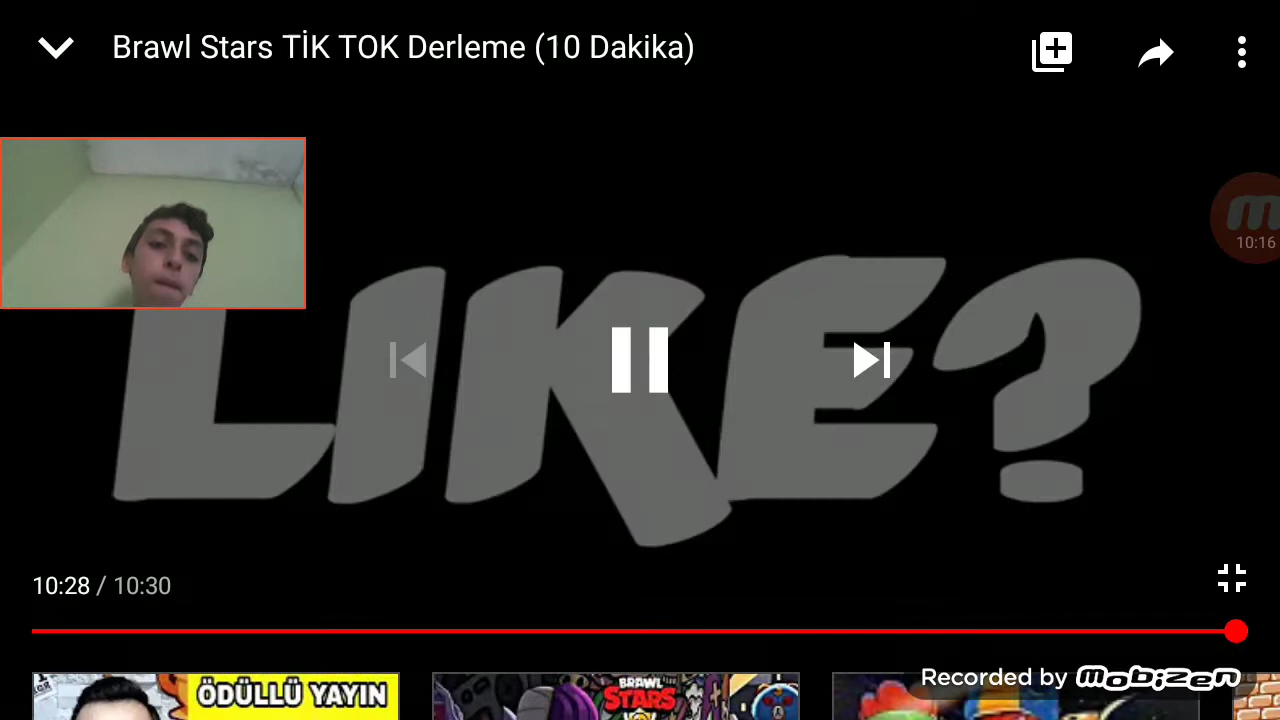 Brawl Stars TİK TOK Derleme (10 Dakika)
10:16
LIKE?
10:28 / 10:30
ÖDÜLLÜ YAYIN
BRAWL
STARS
Recorded by mobizen